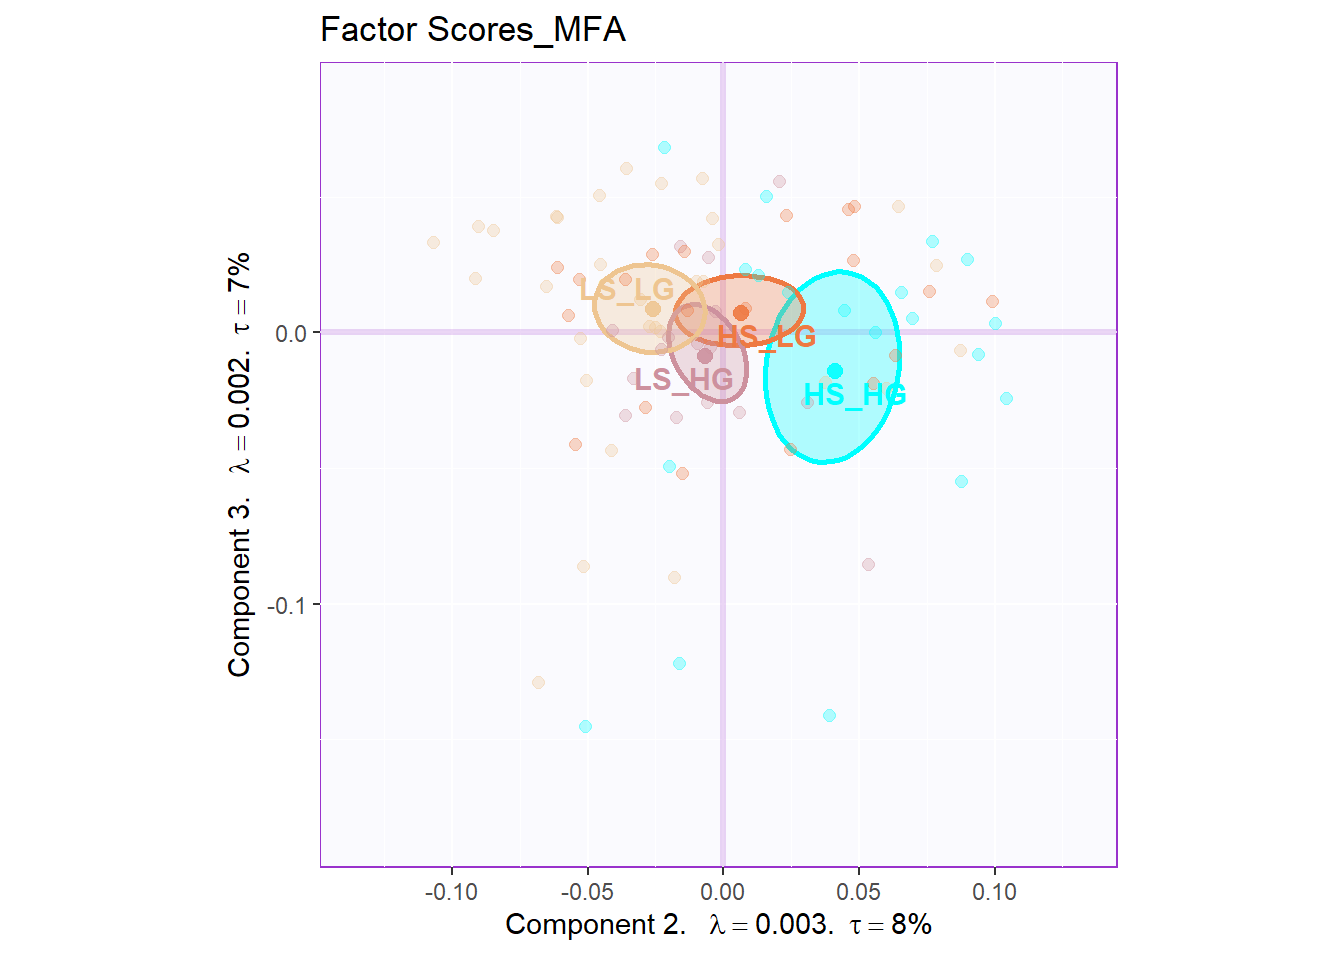 Factor Scores_MFA
Component 3.  λ = 0.002.  τ = 7%
0.0
-0.1
LS_LG
HS_LG
LS_HG
HS_HG
-0.10
-0.05
0.00
0.05
0.10
Component 2.  λ = 0.003.  τ = 8%